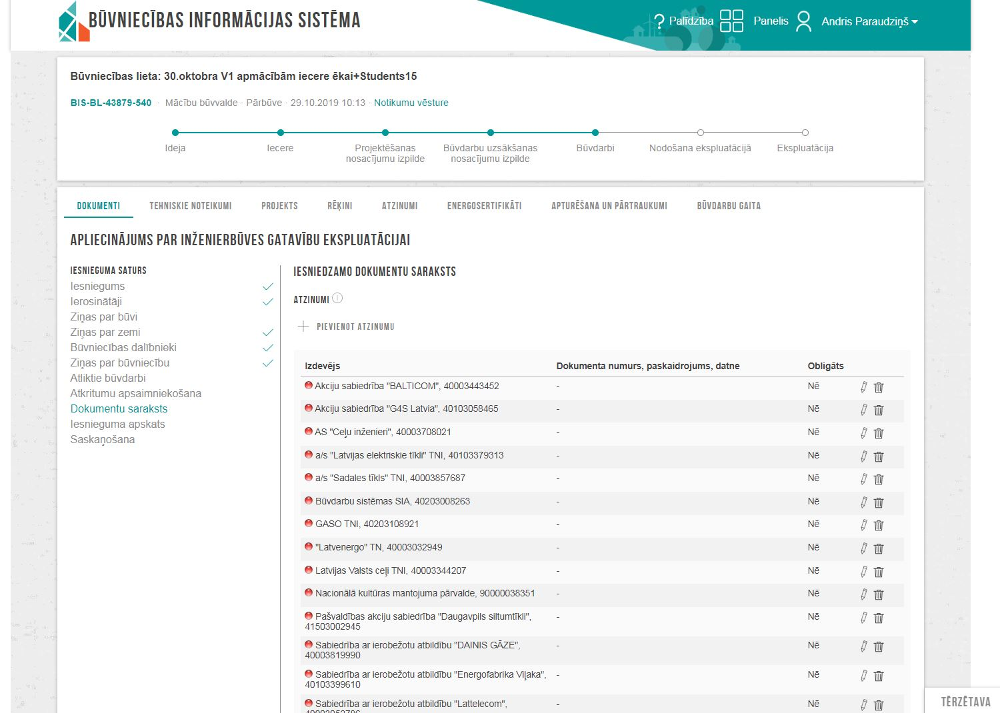 BŪVNIECĪBAS INFORMĀCIJAS SISTĒMA
? Palīdzība Panelis Andris Paraudziņš
Būvniecības lieta: 30.oktobra V1 apmācībām iecere ēkai+Students15
BIS-BL-43879-540 · Mācību būvvalde · Pārbūve · 29.10.2019 10:13 · Notikumu vēsture
Ideja
Iecere
Projektēšanas nosacījumu izpilde
Būvdarbu uzsākšanas nosacījumu izpilde
Būvdarbi
Nodošana ekspluatācijā
Ekspluatācija
DOKUMENTI TEHNISKIE NOTEIKUMI PROJEKTS RĒĶINI ATZINUMI ENERGOSERTIFIKĀTI APTURĒŠANA UN PĀRTRAUKUMI BŪVDARBU GAITA
APLIECINĀJUMS PAR INŽENIERBŪVES GATAVĪBU EKSPLUATĀCIJAI
IESNIEGUMA SATURS
Iesniegums
Ierosinātāji
Ziņas par būvi
Ziņas par zemi
Būvniecības dalībnieki
Ziņas par būvniecību
Atliktie būvdarbi
Atkritumu apsaimniekošana
Dokumentu saraksts
Iesnieguma apskats
Saskaņošana
IESNIEDZAMO DOKUMENTU SARAKSTS
ATZINUMI
PIEVIENOT ATZINUMU
Izdevējs Dokumenta numurs, paskaidrojums, datne Obligāts
Akciju sabiedrība "BALTICOM", 40003443452 - Nē
Akciju sabiedrība "G4S Latvia", 40103058465 - Nē
AS "Ceļu inženieri", 40003708021 - Nē
a/s "Latvijas elektriskie tīkli" TNI, 40103379313 - Nē
a/s "Sadales tīkls" TNI, 40003857687 - Nē
Būvdarbu sistēmas SIA, 40203008263 - Nē
GASO TNI, 40203108921 - Nē
"Latvenergo" TN, 40003032949 - Nē
Latvijas Valsts ceļi TNI, 40003344207 - Nē
Nacionālā kultūras mantojuma pārvalde, 90000038351 - Nē
Pašvaldības akciju sabiedrība "Daugavpils siltumtīkli", - Nē
41503002945
Sabiedrība ar ierobežotu atbildību "DAINIS GĀZE", - Nē
40003819990
Sabiedrība ar ierobežotu atbildību "Energofabrika Viļaka", - Nē
40103399610
Sabiedrība ar ierobežotu atbildību "Lattelecom", - Nē
TĒRZĒTAVA